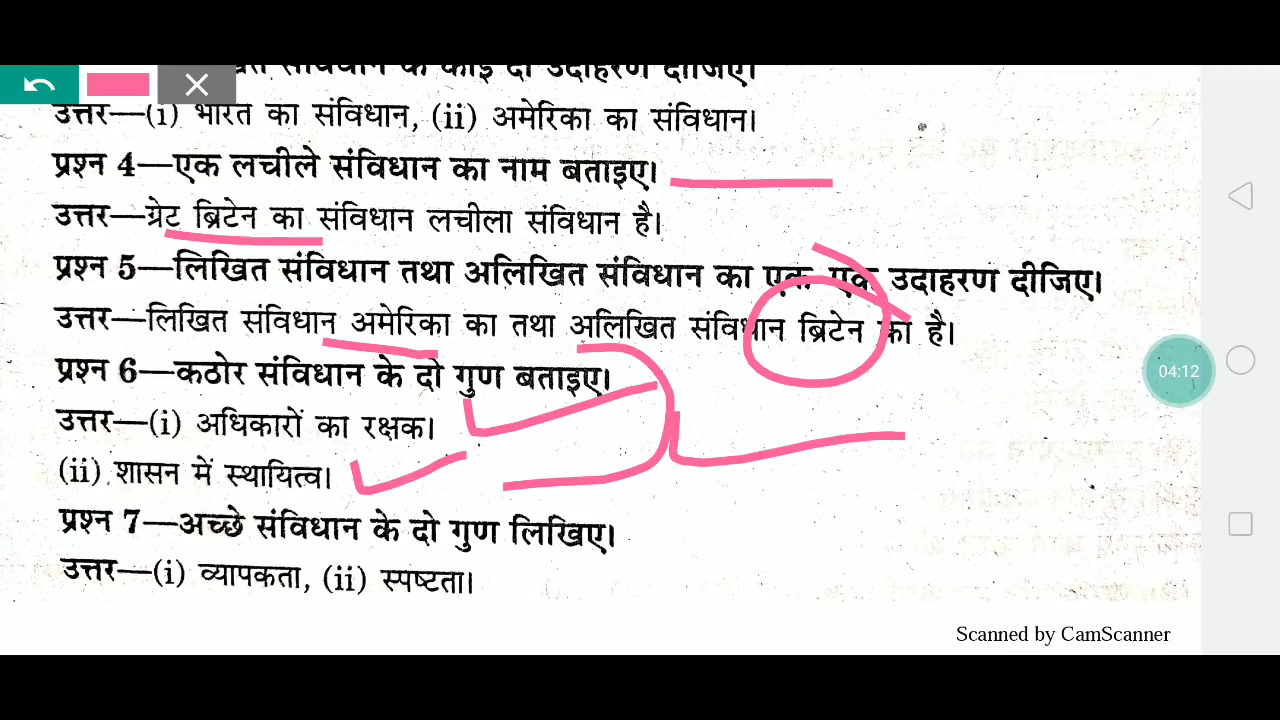 के कोई दो उदाहरण दीजिए।
उत्तर—(i) भारत का संविधान, (ii) अमेरिका का संविधान।
प्रश्न 4—एक लचीले संविधान का नाम बताइए।
उत्तर—ग्रेट ब्रिटेन का संविधान लचीला संविधान है।
प्रश्न 5—लिखित संविधान तथा अलिखित संविधान का एक-एक उदाहरण दीजिए।
उत्तर—लिखित संविधान अमेरिका का तथा अलिखित संविधान ब्रिटेन का है।
प्रश्न 6—कठोर संविधान के दो गुण बताइए।
उत्तर—(i) अधिकारों का रक्षक।
(ii) शासन में स्थायित्व।
प्रश्न 7—अच्छे संविधान के दो गुण लिखिए।
उत्तर—(i) व्यापकता, (ii) स्पष्टता।
04:12
Scanned by CamScanner